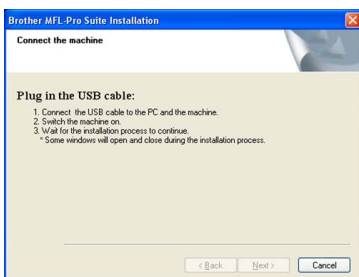 Brother MFL-Pro Suite Installation
Connect the machine
Plug in the USB cable:
1. Connect the USB cable to the PC and the machine.
2. Switch the machine on.
3. Wait for the installation process to continue.
* Some windows will open and close during the installation process.
< Back Next > Cancel